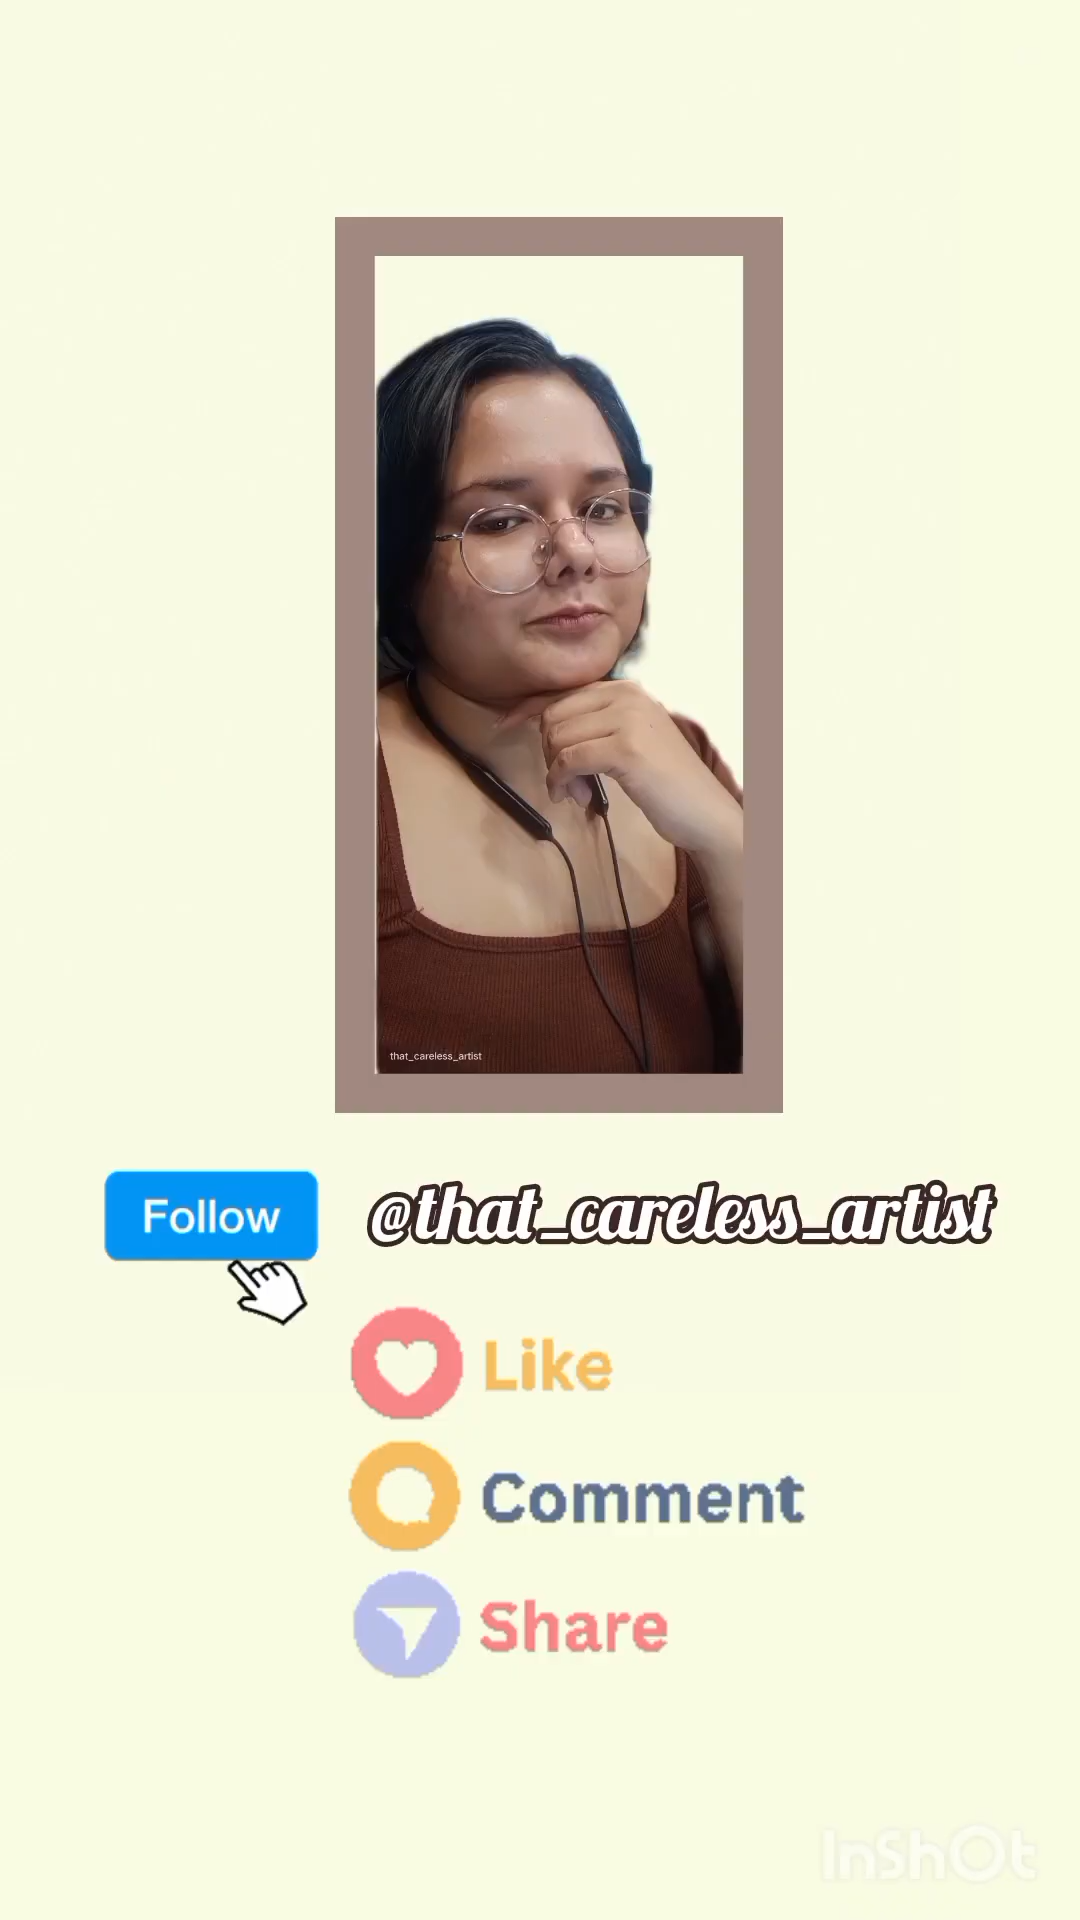 that_careless_artist
Follow
@that_careless_artist
Like
Comment
Share
InShOt